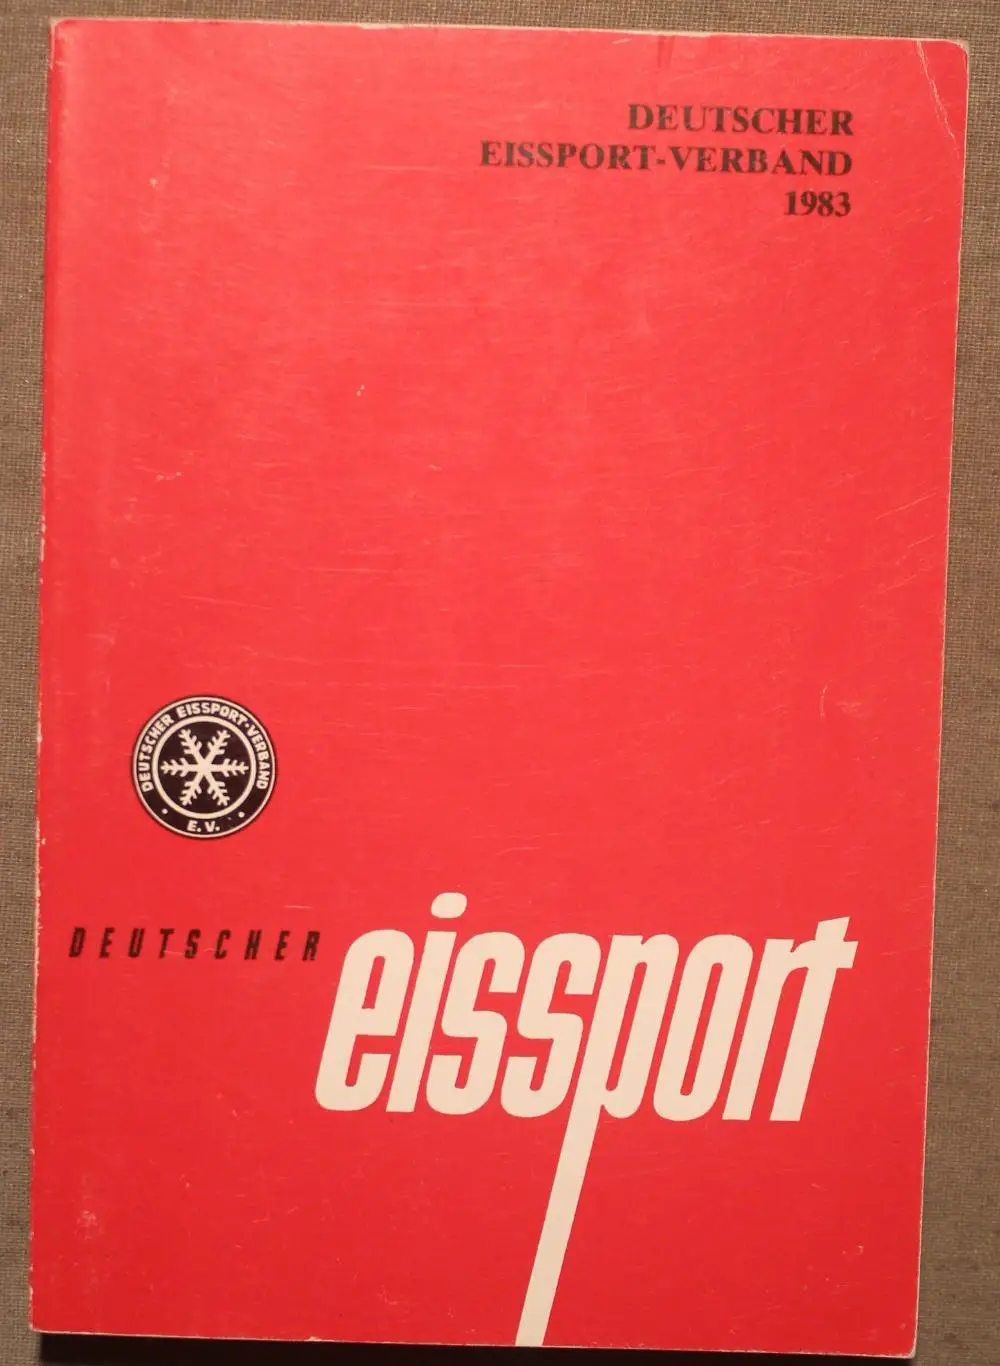 DEUTSCHER
EISSPORT-VERBAND
1983
DEUTSCHER EISSPORT-VERBAND
· E.V. ·
DEUTSCHER eissport